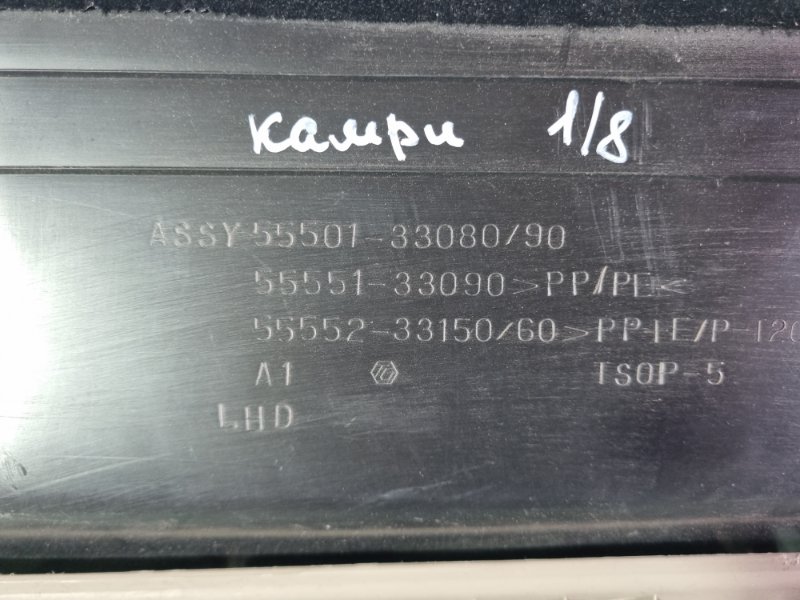 камри 1/8
ASSY 55501-33080/90
55551-33090 >PP/PE<
55552-33150/60 >PP+E/P-T20
A1 TSOP-5
LHD